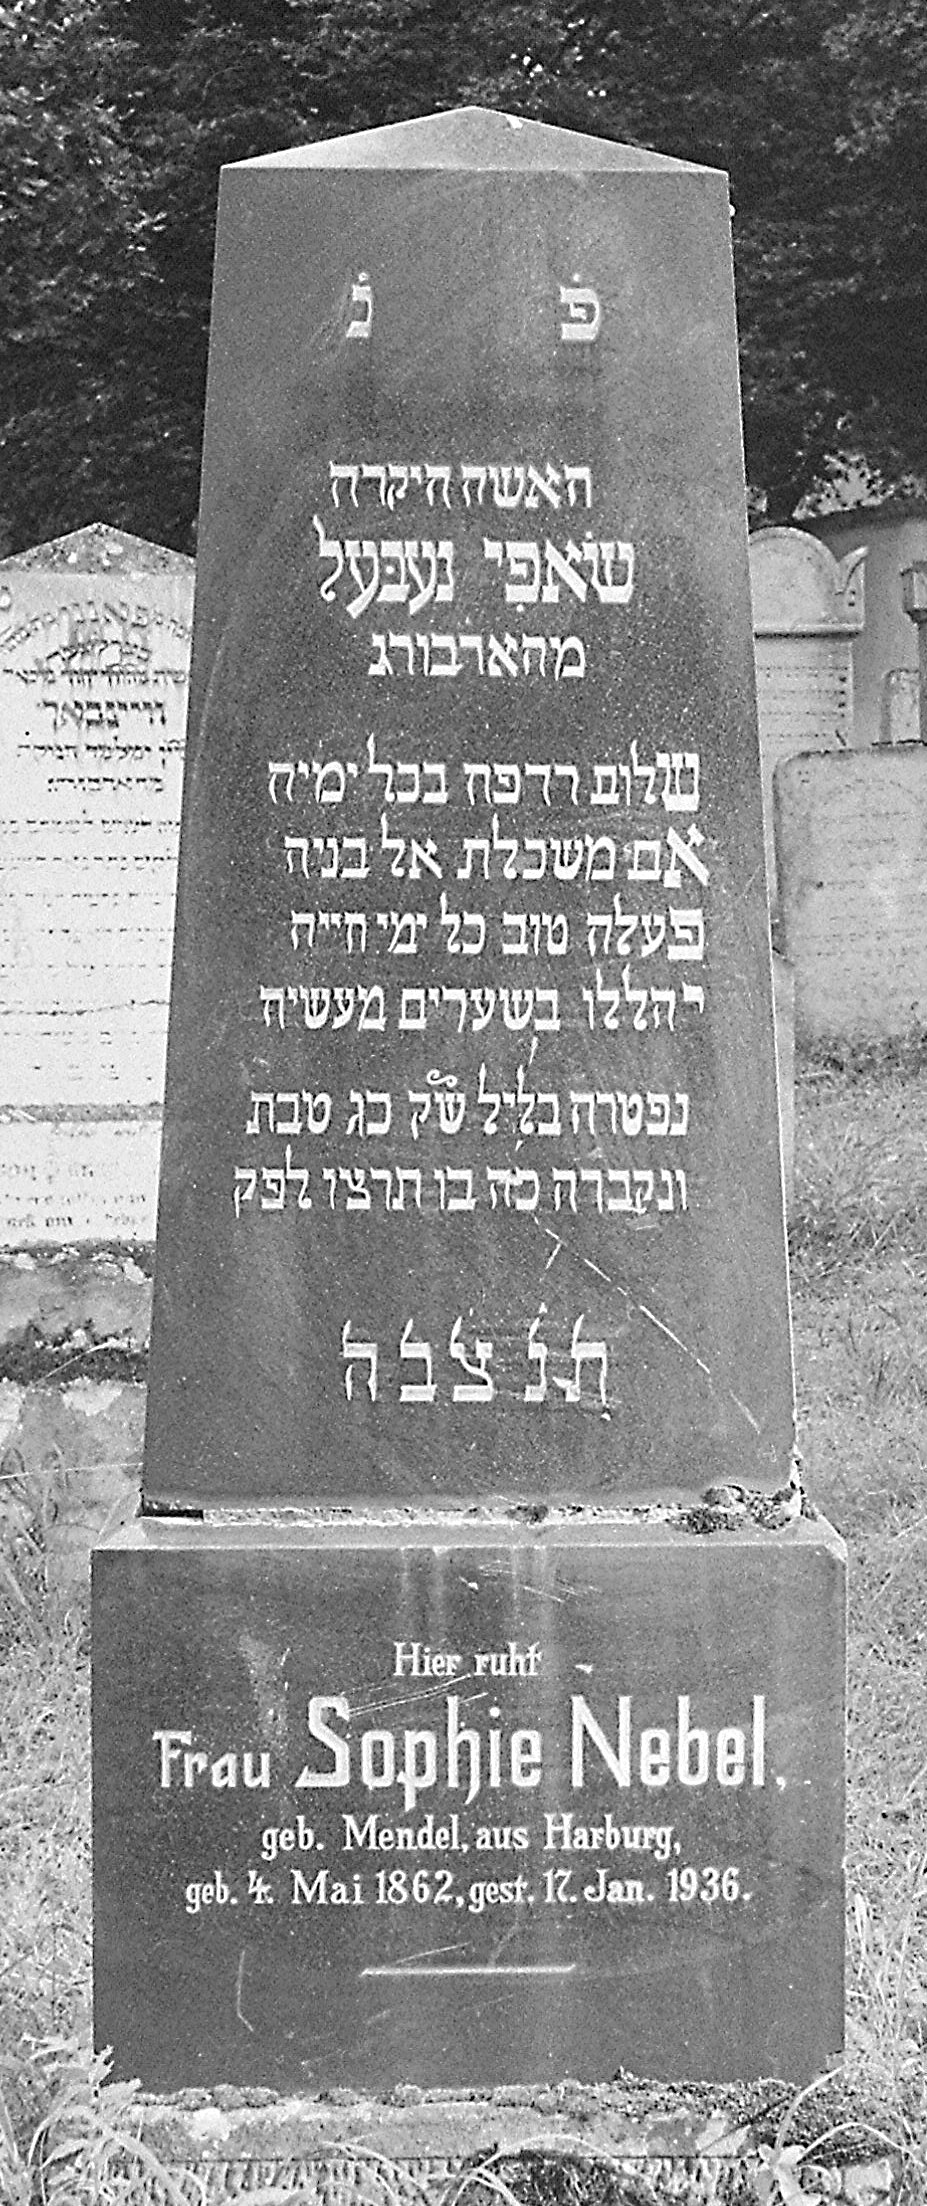 פ נ
האשה היקרה
שאפי נעבעל
מהארבורג
שלום רדפה בכל ימיה
אם משכלת אל בניה
פעלה טוב כל ימי חייה
יהללו בשערים מעשיה
נפטרה בליל ש״ק כג טבת
ונקברה כה בו תרצו לפק
ת נ צ ב ה
Hier ruht
Frau Sophie Nebel,
geb. Mendel, aus Harburg,
geb. 4. Mai 1862, gest. 17. Jan. 1936.